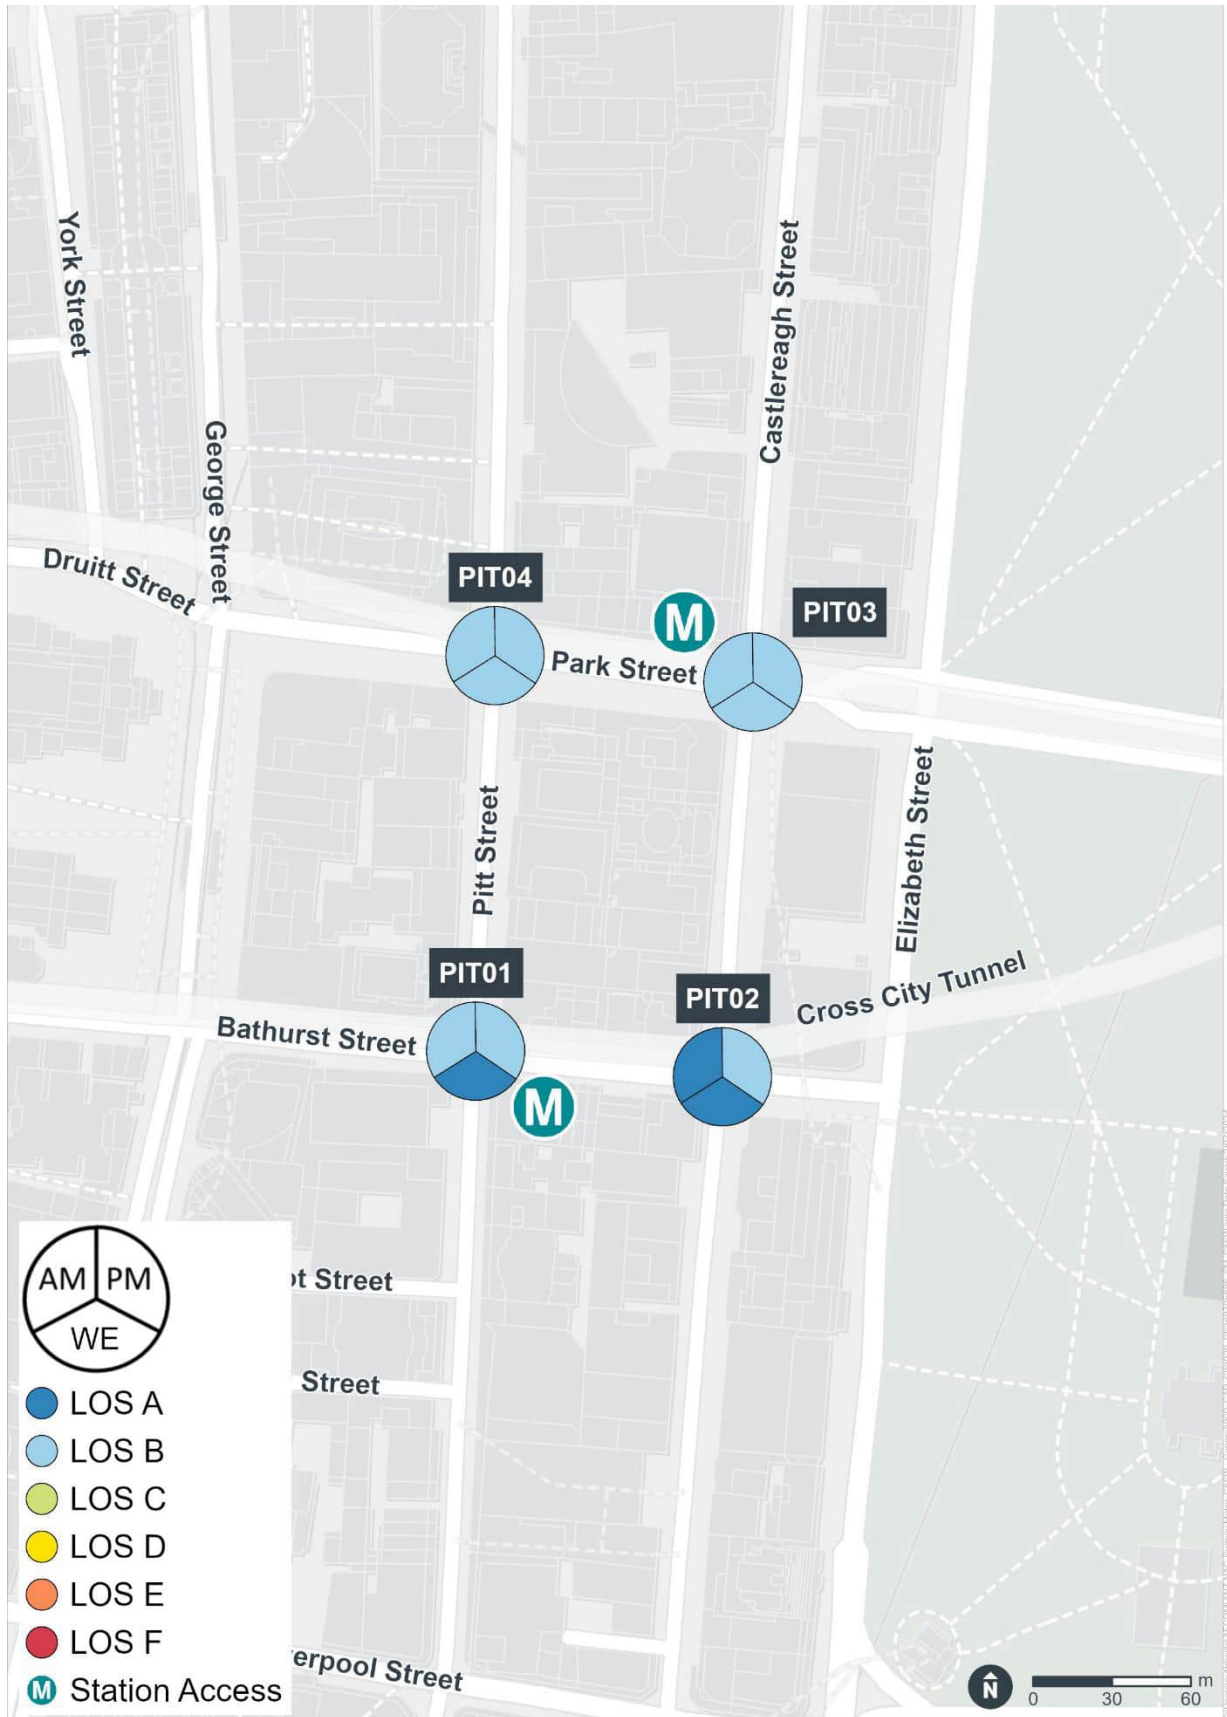 York Street
Castlereagh Street
George Street
Druitt Street
PIT04
M
PIT03
Park Street
Pitt Street
Elizabeth Street
PIT01
PIT02
Cross City Tunnel
Bathurst Street
M
AM PM
WE
ot Street
Street
LOS A
LOS B
LOS C
LOS D
LOS E
LOS F
erpool Street
M Station Access
N
m
0 30 60